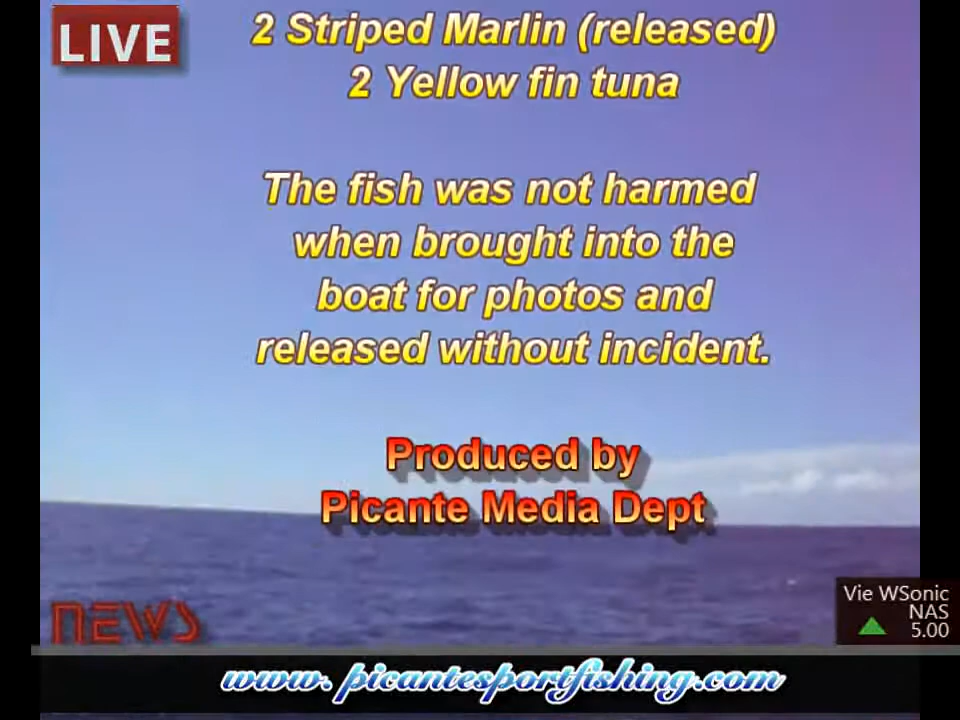 LIVE
2 Striped Marlin (released)
2 Yellow fin tuna
The fish was not harmed
when brought into the
boat for photos and
released without incident.
Produced by
Picante Media Dept
NEWS
Vie WSonic
NAS
5.00
www.picantesportfishing.com